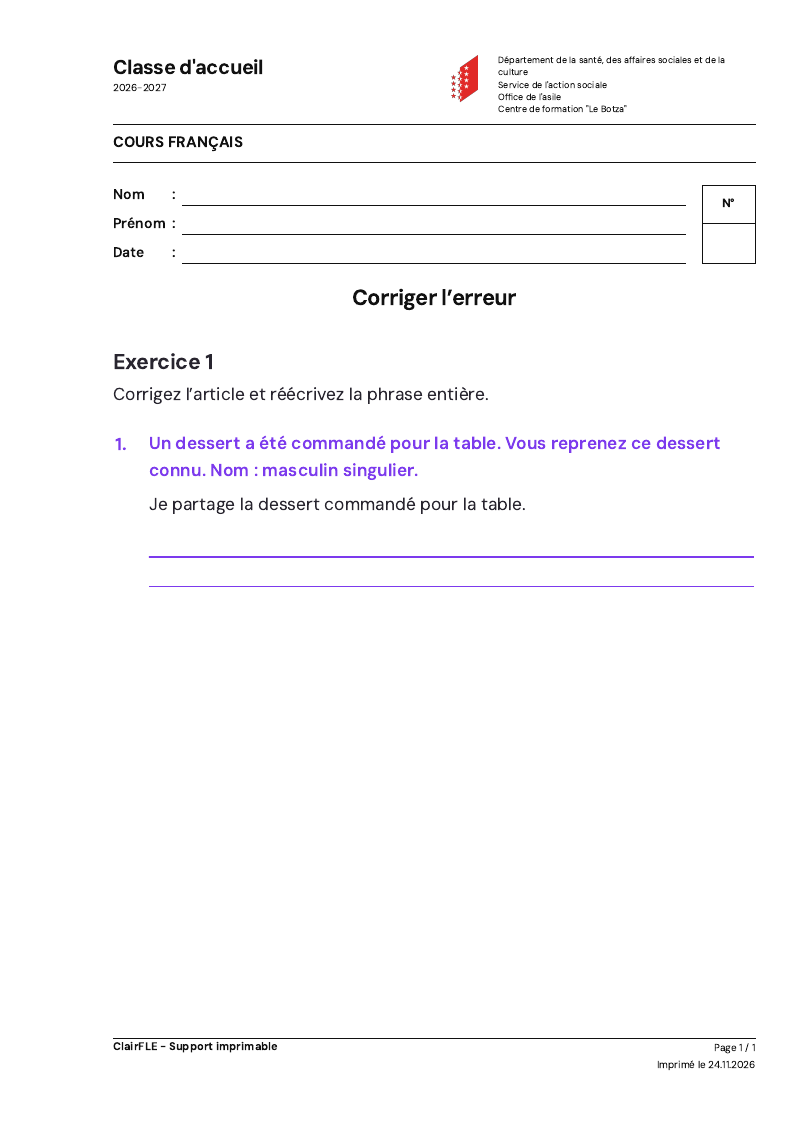 Classe d'accueil
2026-2027
Département de la santé, des affaires sociales et de la
culture
Service de l'action sociale
Office de l'asile
Centre de formation "Le Botza"
COURS FRANÇAIS
Nom :
Prénom :
Date :
N°
Corriger l’erreur
Exercice 1
Corrigez l’article et réécrivez la phrase entière.
1. Un dessert a été commandé pour la table. Vous reprenez ce dessert
connu. Nom : masculin singulier.
Je partage la dessert commandé pour la table.
ClairFLE - Support imprimable
Page 1 / 1
Imprimé le 24.11.2026